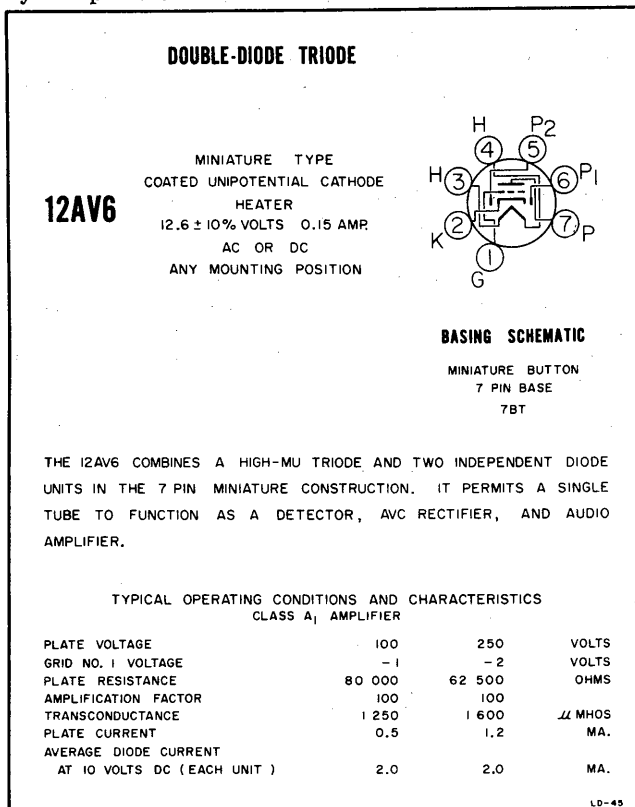 DOUBLE-DIODE TRIODE
12AV6
MINIATURE TYPE
COATED UNIPOTENTIAL CATHODE
HEATER
12.6 ± 10% VOLTS 0.15 AMP.
AC OR DC
ANY MOUNTING POSITION
H P2
4 5
H 3 6 P1
K 2 7 P
1
G
BASING SCHEMATIC
MINIATURE BUTTON
7 PIN BASE
7BT
THE 12AV6 COMBINES A HIGH-MU TRIODE AND TWO INDEPENDENT DIODE
UNITS IN THE 7 PIN MINIATURE CONSTRUCTION. IT PERMITS A SINGLE
TUBE TO FUNCTION AS A DETECTOR, AVC RECTIFIER, AND AUDIO
AMPLIFIER.
TYPICAL OPERATING CONDITIONS AND CHARACTERISTICS
CLASS A1 AMPLIFIER
PLATE VOLTAGE 100 250 VOLTS
GRID NO. 1 VOLTAGE -1 -2 VOLTS
PLATE RESISTANCE 80 000 62 500 OHMS
AMPLIFICATION FACTOR 100 100
TRANSCONDUCTANCE 1 250 1 600 µ MHOS
PLATE CURRENT 0.5 1.2 MA.
AVERAGE DIODE CURRENT
AT 10 VOLTS DC (EACH UNIT) 2.0 2.0 MA.